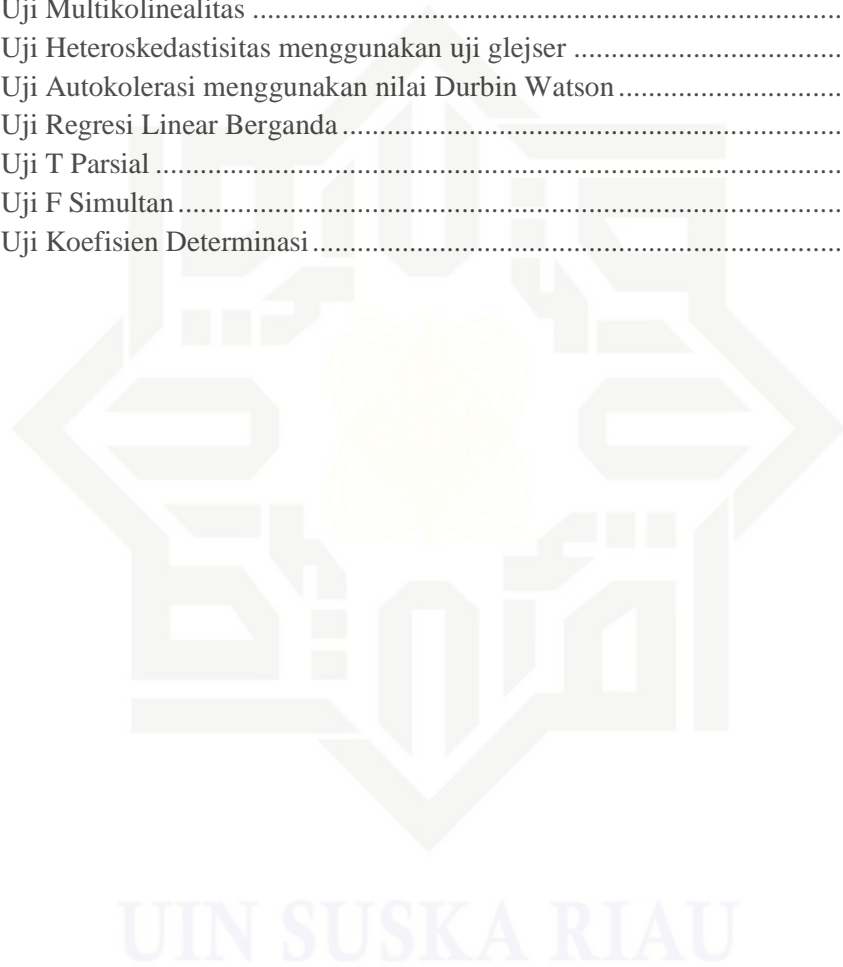 Uji Multikolinealitas ........................................................................................
Uji Heteroskedastisitas menggunakan uji glejser ........................................
Uji Autokolerasi menggunakan nilai Durbin Watson .................................
Uji Regresi Linear Berganda .........................................................................
Uji T Parsial ....................................................................................................
Uji F Simultan .................................................................................................
Uji Koefisien Determinasi ..............................................................................
UIN SUSKA RIAU